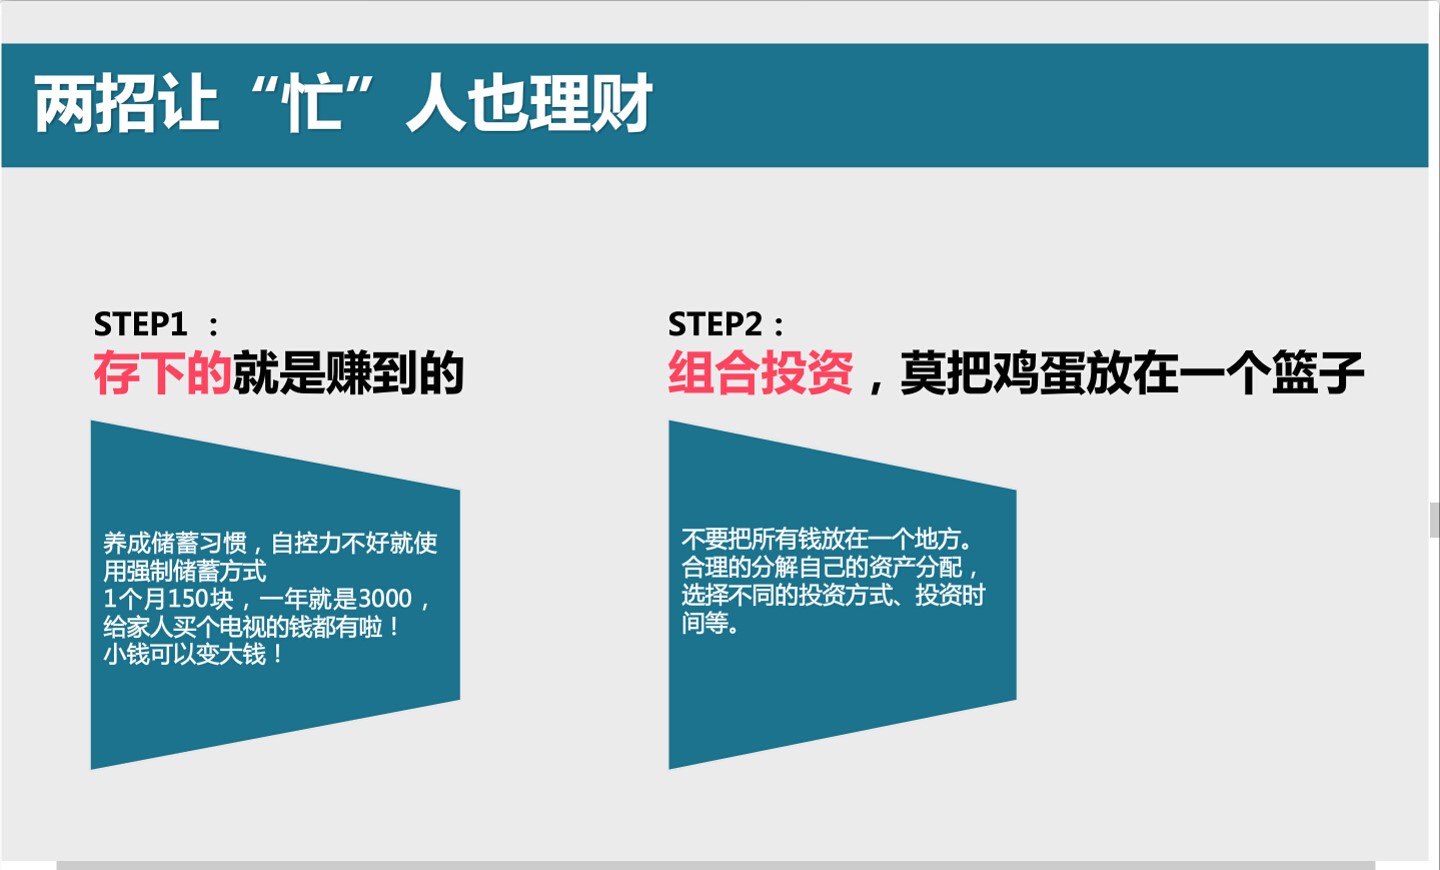 两招让“忙”人也理财
STEP1 ：
存下的就是赚到的
养成储蓄习惯，自控力不好就使
用强制储蓄方式
1个月150块，一年就是3000，
给家人买个电视的钱都有啦！
小钱可以变大钱！
STEP2：
组合投资，莫把鸡蛋放在一个篮子
不要把所有钱放在一个地方。
合理的分解自己的资产分配，
选择不同的投资方式、投资时
间等。